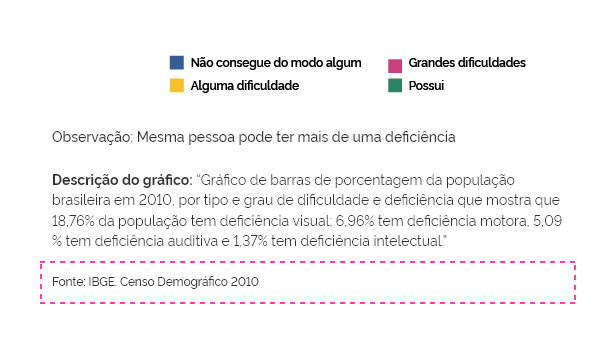 Não consegue do modo algum
Grandes dificuldades
Alguma dificuldade
Possui
Observação: Mesma pessoa pode ter mais de uma deficiência
Descrição do gráfico: “Gráfico de barras de porcentagem da população
brasileira em 2010, por tipo e grau de dificuldade e deficiência que mostra que
18,76% da população tem deficiência visual; 6,96% tem deficiência motora, 5,09
% tem deficiência auditiva e 1,37% tem deficiência intelectual.”
Fonte: IBGE. Censo Demográfico 2010